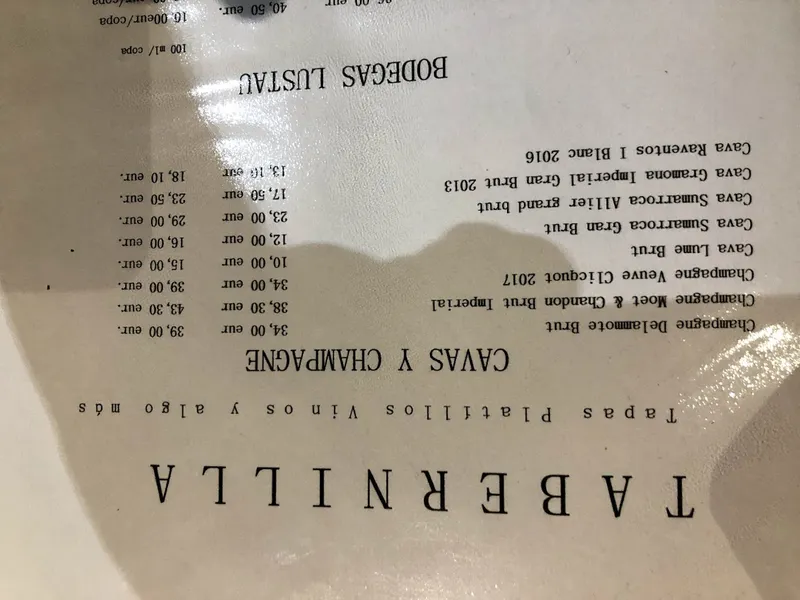 TABERNILLA
Tapas Platillos Vinos y algo más
CAVAS Y CHAMPAGNE
Champagne Delammote Brut 34,00 eur 39,00 eur.
Champagne Moet & Chandon Brut Imperial 38,30 eur 43,30 eur.
Champagne Veuve Clicquot 2017 34,00 eur 39,00 eur.
Cava Lume Brut 10,00 eur 15,00 eur.
Cava Sumarroca Gran Brut 12,00 eur 16,00 eur.
Cava Sumarroca Allier grand brut 23,00 eur 29,00 eur.
Cava Gramona Imperial Gran Brut 2013 17,50 eur 23,50 eur.
Cava Raventos I Blanc 2016 13,10 eur 18,10 eur.
BODEGAS LUSTAU
100 ml/ copa
eur 40,50 eur.